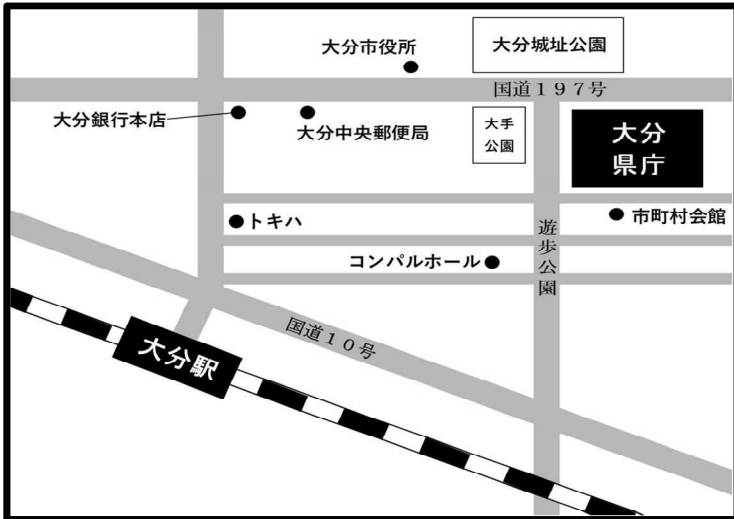 大分市役所
大分城址公園
国道197号
大分銀行本店
大分中央郵便局
大手
公園
大分
県庁
トキハ
市町村会館
遊歩公園
コンパルホール
国道10号
大分駅